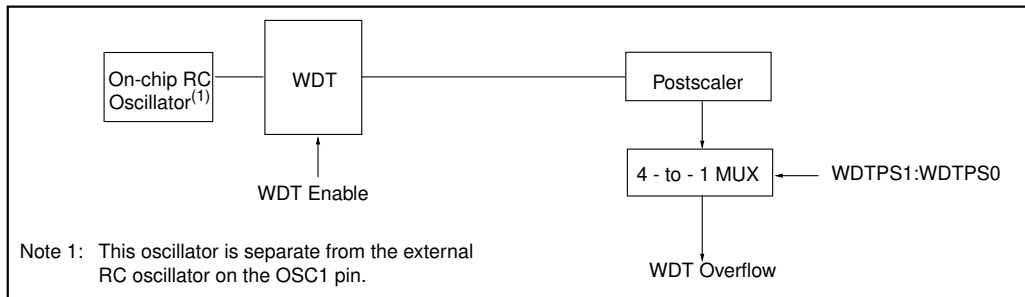 On-chip RC
Oscillator(1)
WDT
Postscaler
WDT Enable
4 - to - 1 MUX
WDTPS1:WDTPS0
WDT Overflow
Note 1: This oscillator is separate from the external
RC oscillator on the OSC1 pin.